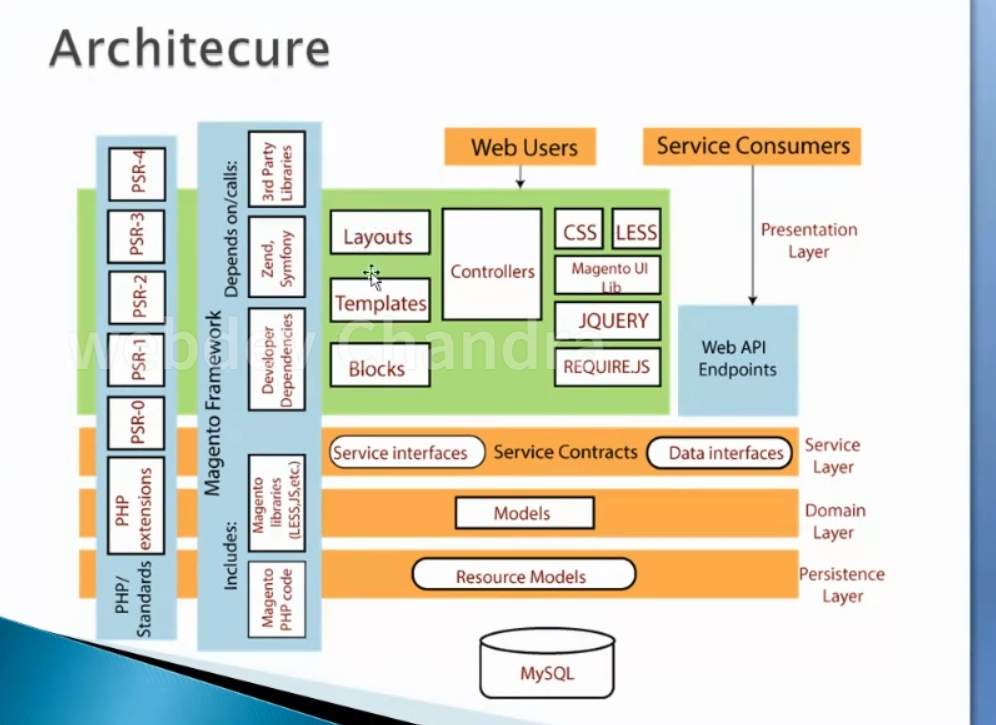 Architecure
Web Users
Service Consumers
PSR-4
PSR-3
PSR-2
PSR-1
PSR-0
PHP
extensions
PHP/
Standards
Magento Framework
Depends on/calls:
3rd Party
Libraries
Zend,
Symfony
Developer
Dependencies
Includes:
Magento
libraries
(LESS,JS,etc.)
Magento
PHP code
Layouts
Templates
Blocks
Controllers
CSS
LESS
Magento UI
Lib
JQUERY
REQUIRE.JS
Presentation
Layer
Web API
Endpoints
webdev Chandra
Service interfaces
Service Contracts
Data interfaces
Service
Layer
Models
Domain
Layer
Resource Models
Persistence
Layer
MySQL